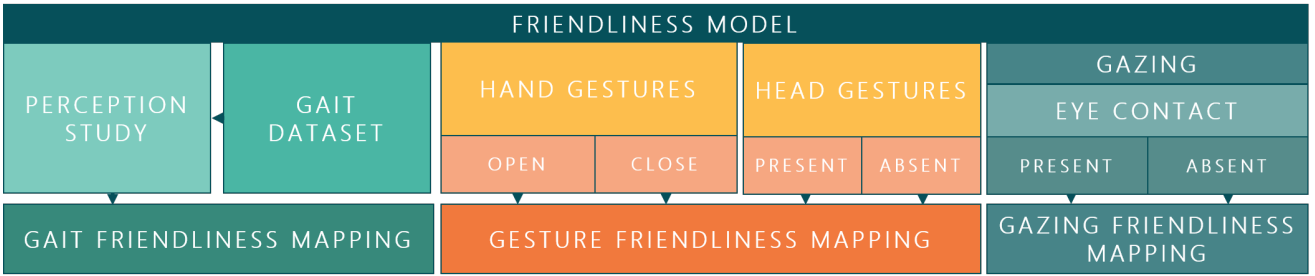 FRIENDLINESS MODEL
PERCEPTION
STUDY
GAIT
DATASET
HAND GESTURES
OPEN
CLOSE
HEAD GESTURES
PRESENT
ABSENT
GAZING
EYE CONTACT
PRESENT
ABSENT
GAIT FRIENDLINESS MAPPING
GESTURE FRIENDLINESS MAPPING
GAZING FRIENDLINESS
MAPPING